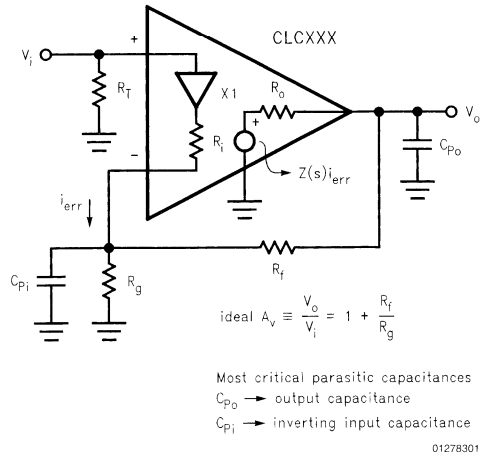 CLCXXX
+
V_i
R_T
X1
R_o
+
V_o
R_i
C_Po
−
Z(s)i_err
i_err
C_Pi
R_g
R_f
ideal A_v ≡ V_o/V_i = 1 + R_f/R_g
Most critical parasitic capacitances
C_Po → output capacitance
C_Pi → inverting input capacitance
01278301